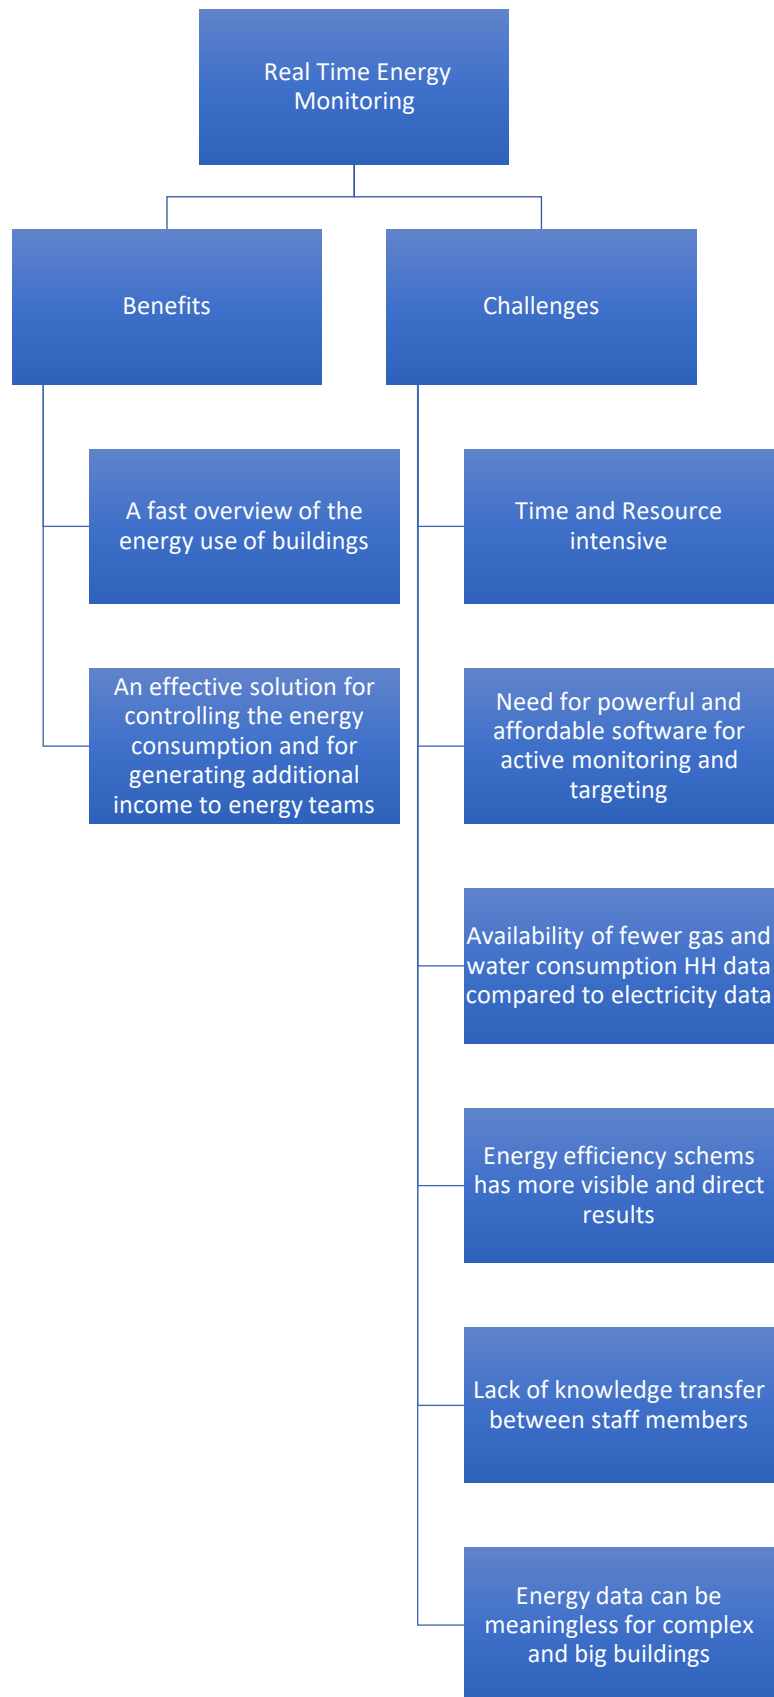 Real Time Energy
Monitoring
Benefits
Challenges
A fast overview of the
energy use of buildings
An effective solution for
controlling the energy
consumption and for
generating additional
income to energy teams
Time and Resource
intensive
Need for powerful and
affordable software for
active monitoring and
targeting
Availability of fewer gas and
water consumption HH data
compared to electricity data
Energy efficiency schems
has more visible and direct
results
Lack of knowledge transfer
between staff members
Energy data can be
meaningless for complex
and big buildings